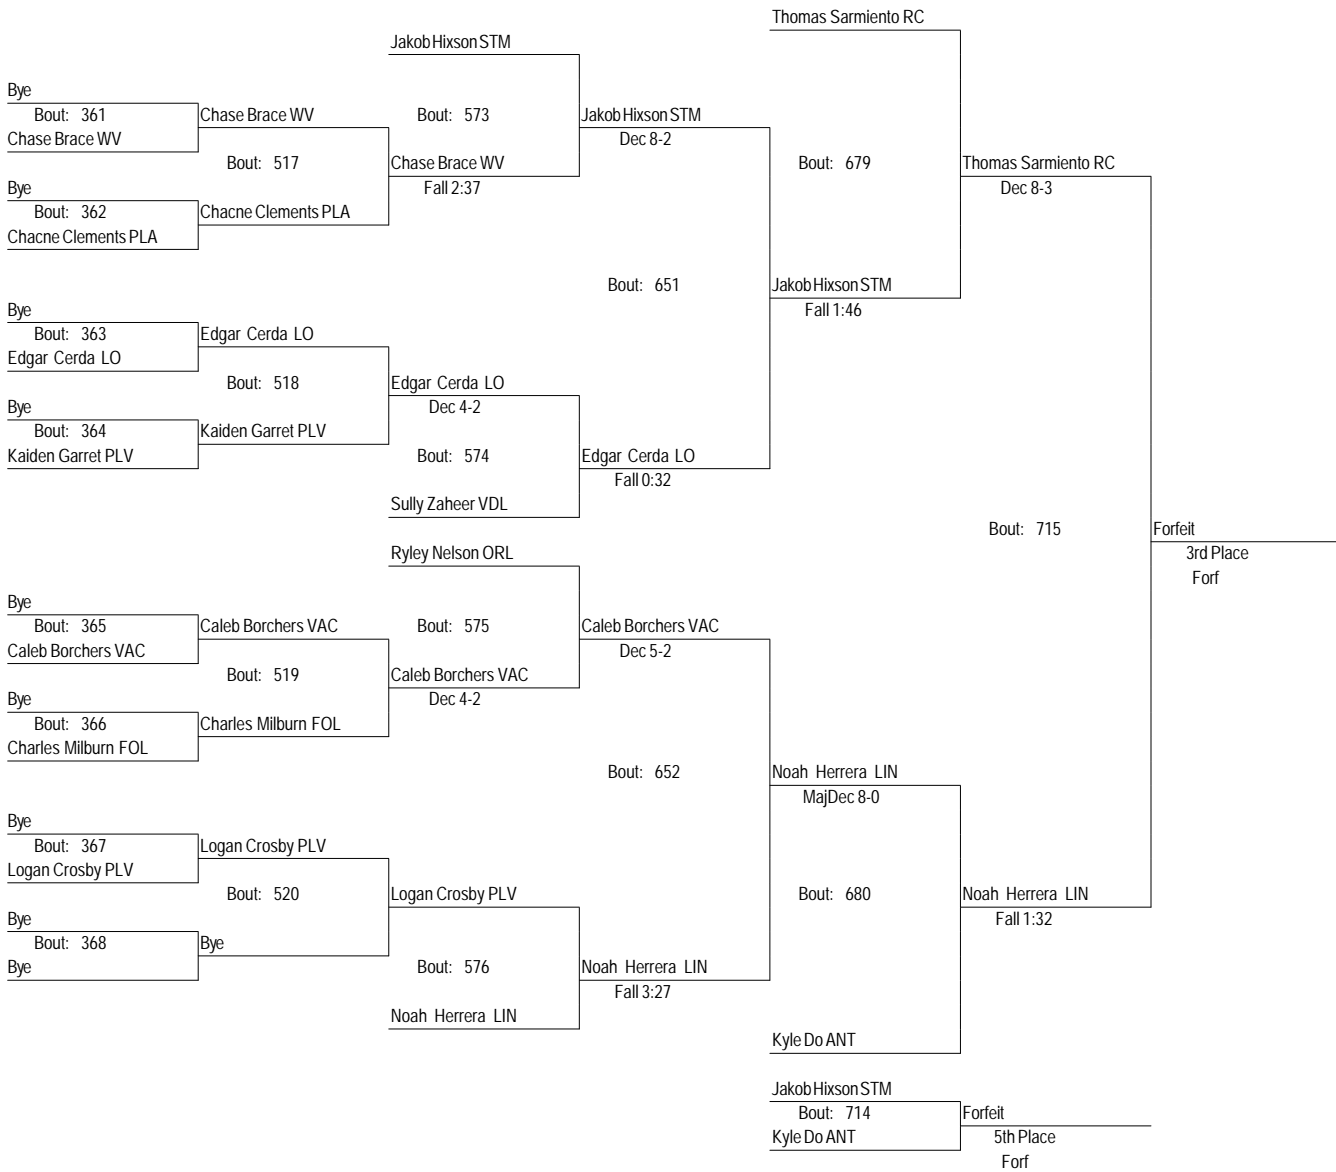 Thomas Sarmiento RC
Jakob Hixson STM
Bye
Bout: 361
Chase Brace WV
Bout: 573
Jakob Hixson STM
Chase Brace WV
Dec 8-2
Bout: 517
Chase Brace WV
Bout: 679
Thomas Sarmiento RC
Bye
Fall 2:37
Dec 8-3
Bout: 362
Chacne Clements PLA
Chacne Clements PLA
Bout: 651
Jakob Hixson STM
Bye
Fall 1:46
Bout: 363
Edgar Cerda LO
Edgar Cerda LO
Bout: 518
Edgar Cerda LO
Bye
Dec 4-2
Bout: 364
Kaiden Garret PLV
Kaiden Garret PLV
Bout: 574
Edgar Cerda LO
Fall 0:32
Sully Zaheer VDL
Bout: 715
Forfeit
Ryley Nelson ORL
3rd Place
Forf
Bye
Bout: 365
Caleb Borchers VAC
Bout: 575
Caleb Borchers VAC
Caleb Borchers VAC
Dec 5-2
Bout: 519
Caleb Borchers VAC
Bye
Dec 4-2
Bout: 366
Charles Milburn FOL
Charles Milburn FOL
Bout: 652
Noah Herrera LIN
MajDec 8-0
Bye
Bout: 367
Logan Crosby PLV
Logan Crosby PLV
Bout: 520
Logan Crosby PLV
Bout: 680
Noah Herrera LIN
Bye
Fall 1:32
Bout: 368
Bye
Bye
Bout: 576
Noah Herrera LIN
Fall 3:27
Noah Herrera LIN
Kyle Do ANT
Jakob Hixson STM
Bout: 714
Forfeit
Kyle Do ANT
5th Place
Forf